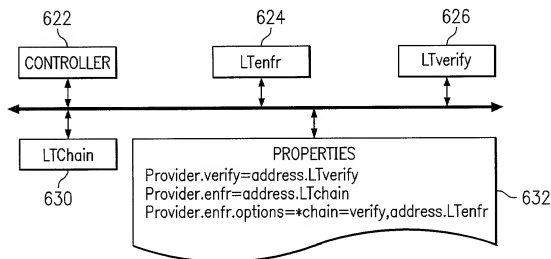 622
624
626
CONTROLLER
LTenfr
LTverify
LTChain
630
PROPERTIES
Provider.verify=address.LTverify
Provider.enfr=address.LTchain
Provider.enfr.options=*chain=verify,address.LTenfr
632